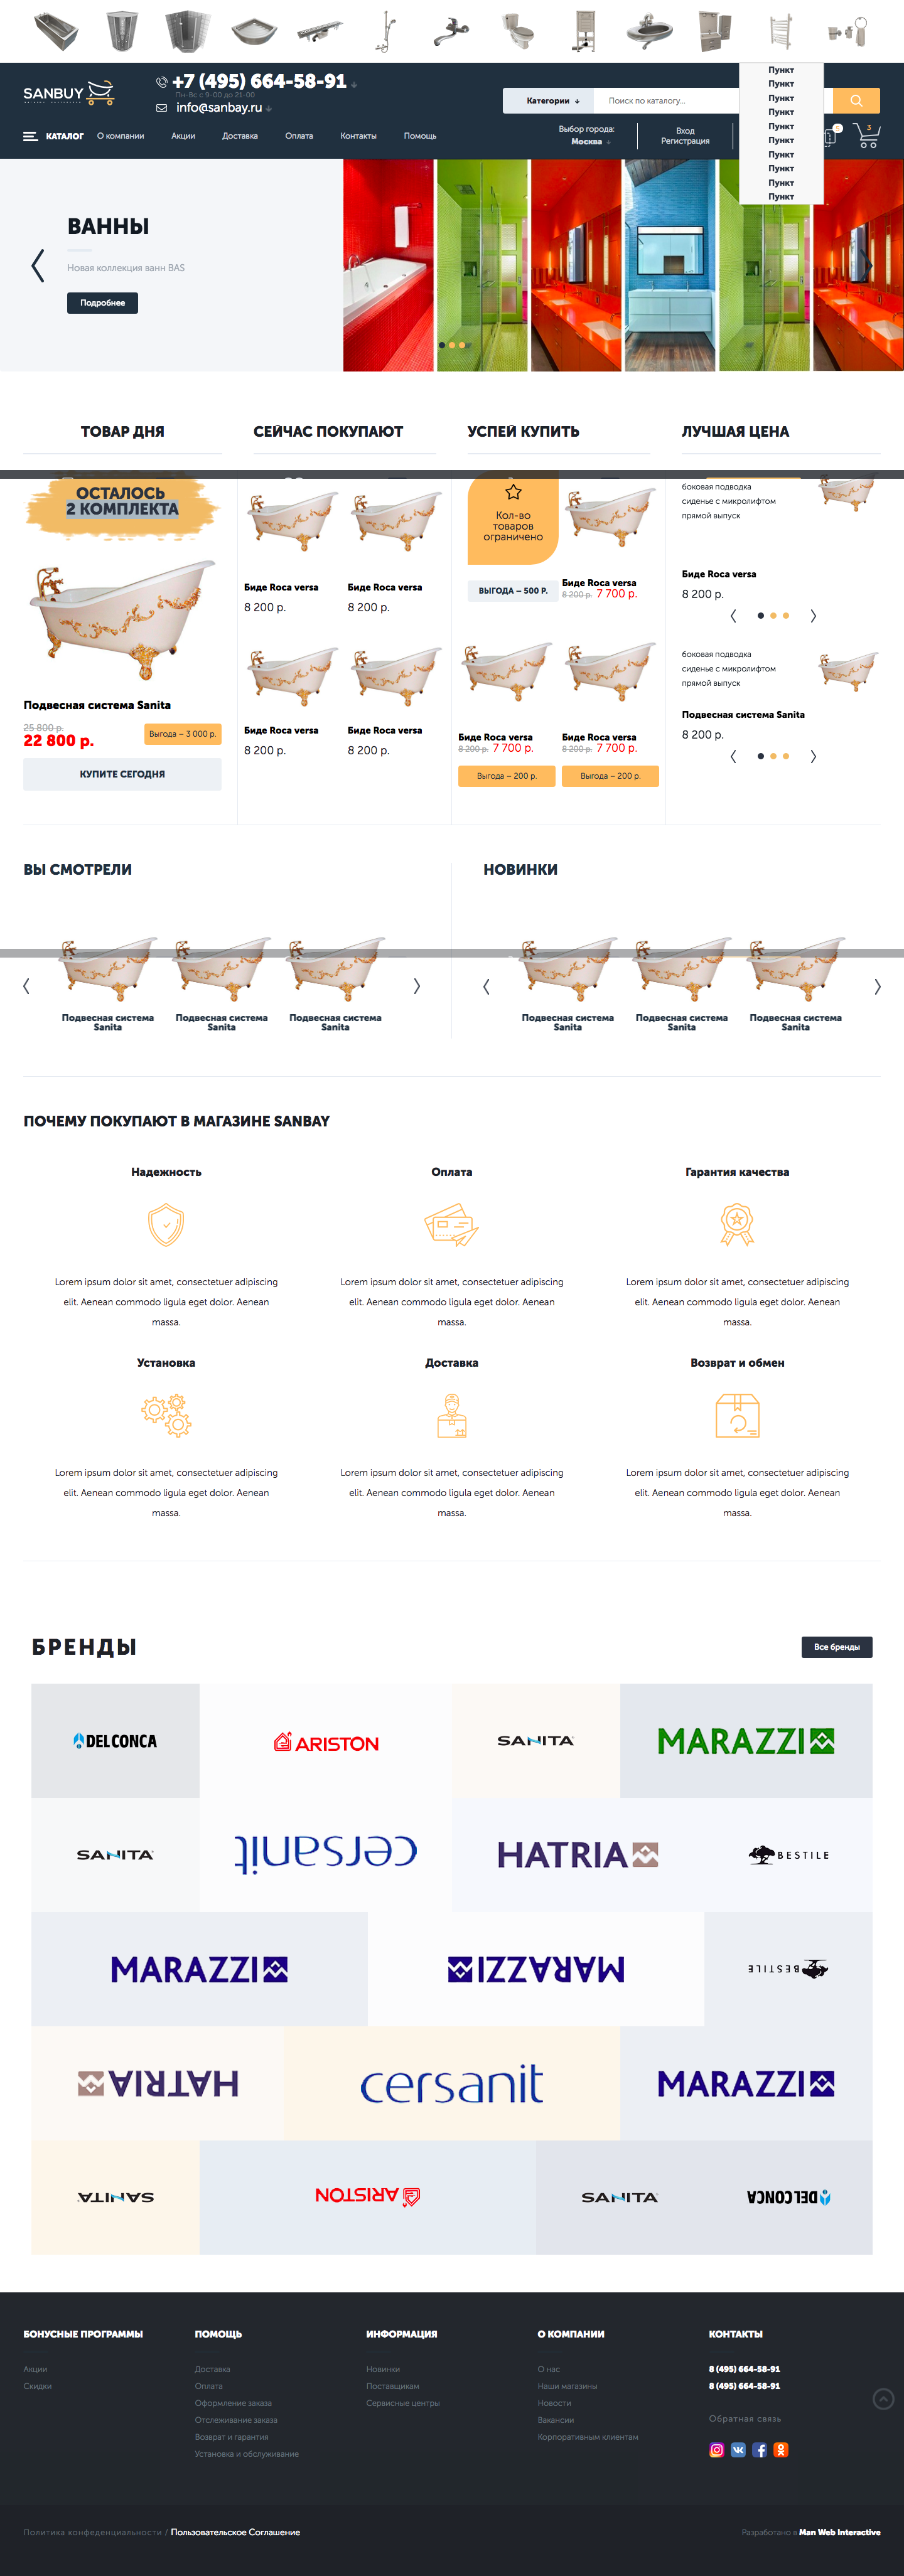 SANBUY
+7 (495) 664-58-91
Пн-Вс с 9-00 до 21-00
info@sanbay.ru
Категории
Поиск по каталогу...
Пункт
Пункт
Пункт
Пункт
Пункт
Пункт
Пункт
Пункт
Пункт
Пункт
КАТАЛОГ О компании Акции Доставка Оплата Контакты Помощь
Выбор города:
Москва
Вход
Регистрация
3
ВАННЫ
Новая коллекция ванн BAS
Подробнее
ТОВАР ДНЯ
ОСТАЛОСЬ
2 КОМПЛЕКТА
Подвесная система Sanita
25 800 р.
22 800 р.
Выгода – 3 000 р.
КУПИТЕ СЕГОДНЯ
СЕЙЧАС ПОКУПАЮТ
Биде Roca versa Биде Roca versa
8 200 р. 8 200 р.
Биде Roca versa Биде Roca versa
8 200 р. 8 200 р.
УСПЕЙ КУПИТЬ
Кол-во
товаров
ограничено
ВЫГОДА – 500 Р.
Биде Roca versa
8 200 р. 7 700 р.
Биде Roca versa Биде Roca versa
8 200 р. 7 700 р. 8 200 р. 7 700 р.
Выгода – 200 р. Выгода – 200 р.
ЛУЧШАЯ ЦЕНА
боковая подводка
сиденье с микролифтом
прямой выпуск
Биде Roca versa
8 200 р.
боковая подводка
сиденье с микролифтом
прямой выпуск
Подвесная система Sanita
8 200 р.
ВЫ СМОТРЕЛИ
Подвесная система Подвесная система Подвесная система
Sanita Sanita Sanita
НОВИНКИ
Подвесная система Подвесная система Подвесная система
Sanita Sanita Sanita
ПОЧЕМУ ПОКУПАЮТ В МАГАЗИНЕ SANBAY
Надежность
Lorem ipsum dolor sit amet, consectetuer adipiscing
elit. Aenean commodo ligula eget dolor. Aenean
massa.
Оплата
Lorem ipsum dolor sit amet, consectetuer adipiscing
elit. Aenean commodo ligula eget dolor. Aenean
massa.
Гарантия качества
Lorem ipsum dolor sit amet, consectetuer adipiscing
elit. Aenean commodo ligula eget dolor. Aenean
massa.
Установка
Lorem ipsum dolor sit amet, consectetuer adipiscing
elit. Aenean commodo ligula eget dolor. Aenean
massa.
Доставка
Lorem ipsum dolor sit amet, consectetuer adipiscing
elit. Aenean commodo ligula eget dolor. Aenean
massa.
Возврат и обмен
Lorem ipsum dolor sit amet, consectetuer adipiscing
elit. Aenean commodo ligula eget dolor. Aenean
massa.
БРЕНДЫ
Все бренды
DEL CONCA ARISTON SANITA MARAZZI
SANITA cersanit HATRIA BESTILE
MARAZZI MARAZZI BESTILE
HATRIA cersanit MARAZZI
SANITA ARISTON SANITA DEL CONCA
БОНУСНЫЕ ПРОГРАММЫ
Акции
Скидки
ПОМОЩЬ
Доставка
Оплата
Оформление заказа
Отслеживание заказа
Возврат и гарантия
Установка и обслуживание
ИНФОРМАЦИЯ
Новинки
Поставщикам
Сервисные центры
О КОМПАНИИ
О нас
Наши магазины
Новости
Вакансии
Корпоративным клиентам
КОНТАКТЫ
8 (495) 664-58-91
8 (495) 664-58-91
Обратная связь
Политика конфеденциальности / Пользовательское Соглашение
Разработано в Man Web Interactive